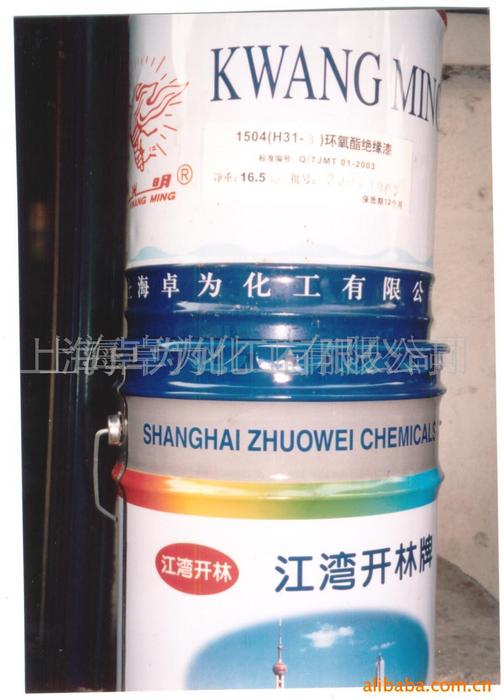 KWANG MING
1504(H31-3)环氧酯绝缘漆
标准编号: Q/TJMT 01-2003
净重: 16.5 批号:
保质期12个月
光明®
KWANG MING
上海卓为化工有限公
上海卓为化工有限公司
SHANGHAI ZHUOWEI CHEMICALS
江湾开林
江湾开林牌
alibaba.com.cn